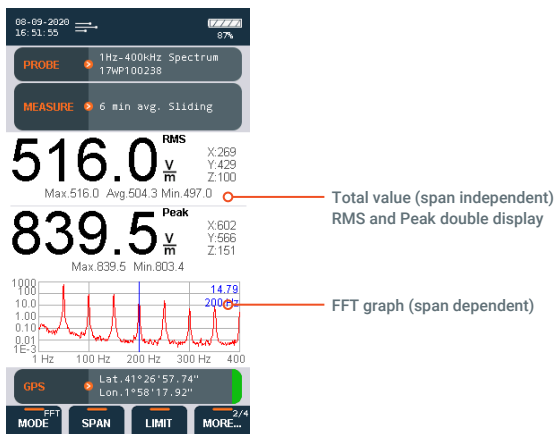 08-09-2020
16:51:55
87%
PROBE
1Hz-400kHz Spectrum
17WP100238
MEASURE
6 min avg. Sliding
516.0
RMS
V
m
X:269
Y:429
Z:100
Max.516.0 Avg.504.3 Min.497.0
Total value (span independent)
RMS and Peak double display
839.5
Peak
V
m
X:602
Y:566
Z:151
Max.839.5 Min.803.4
1000
100
10.0
1.00
0.10
0.01
1E-3
14.79
200 Hz
FFT graph (span dependent)
1 Hz 100 Hz 200 Hz 300 Hz 400
GPS
Lat.41°26'57.74"
Lon.1°58'17.92"
FFT
MODE
SPAN
LIMIT
2/4
MORE...